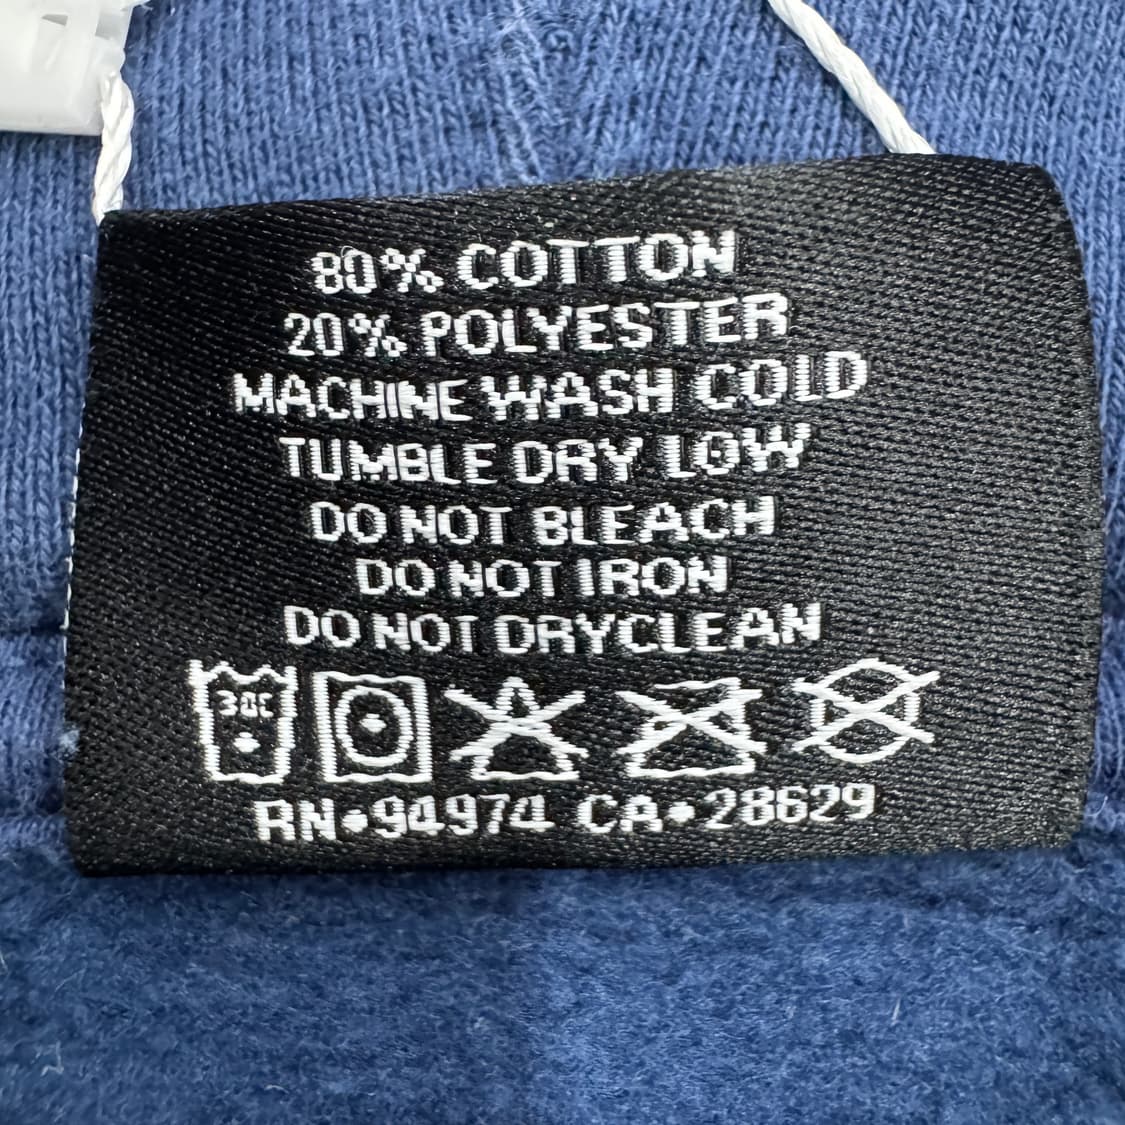 80% COTTON
20% POLYESTER
MACHINE WASH COLD
TUMBLE DRY LOW
DO NOT BLEACH
DO NOT IRON
DO NOT DRYCLEAN
30C
RN•94974 CA•28629